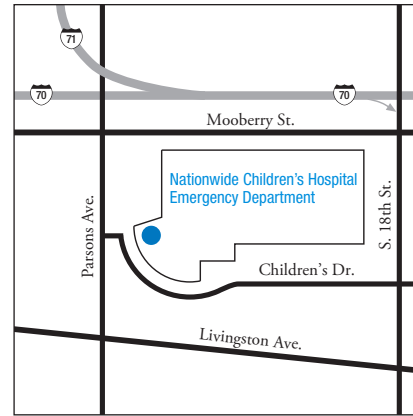 71
70
70
Mooberry St.
Nationwide Children's Hospital
Emergency Department
Parsons Ave.
S. 18th St.
Children's Dr.
Livingston Ave.